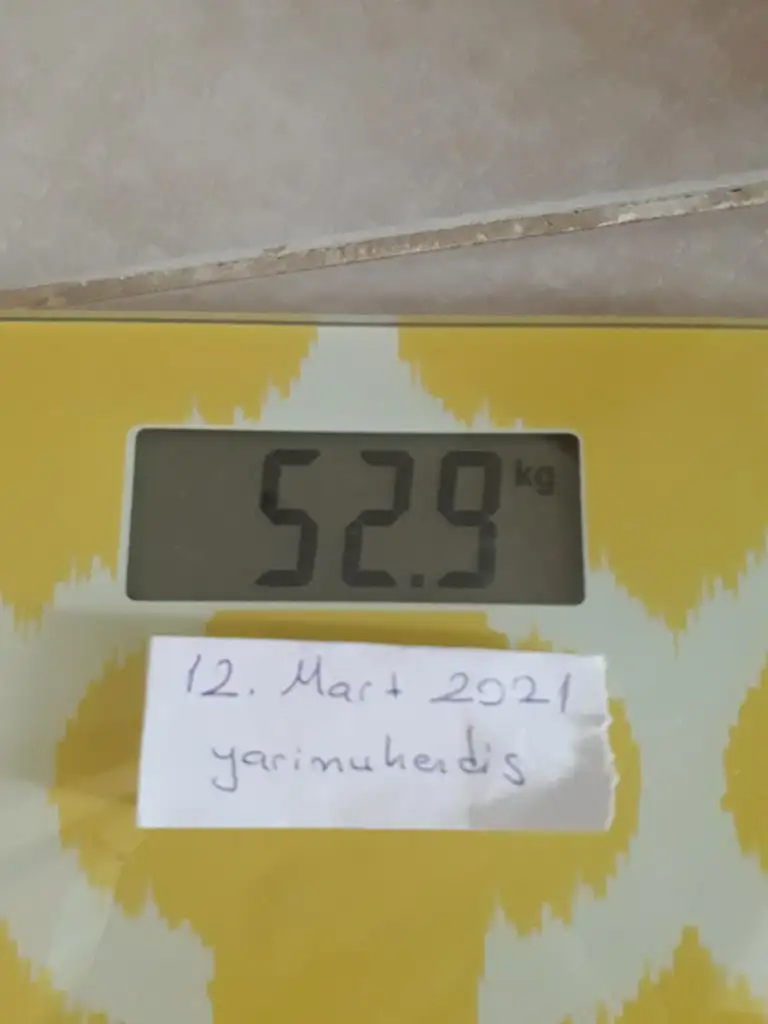 52.9 kg
12. Mart 2021
yarimuhendis